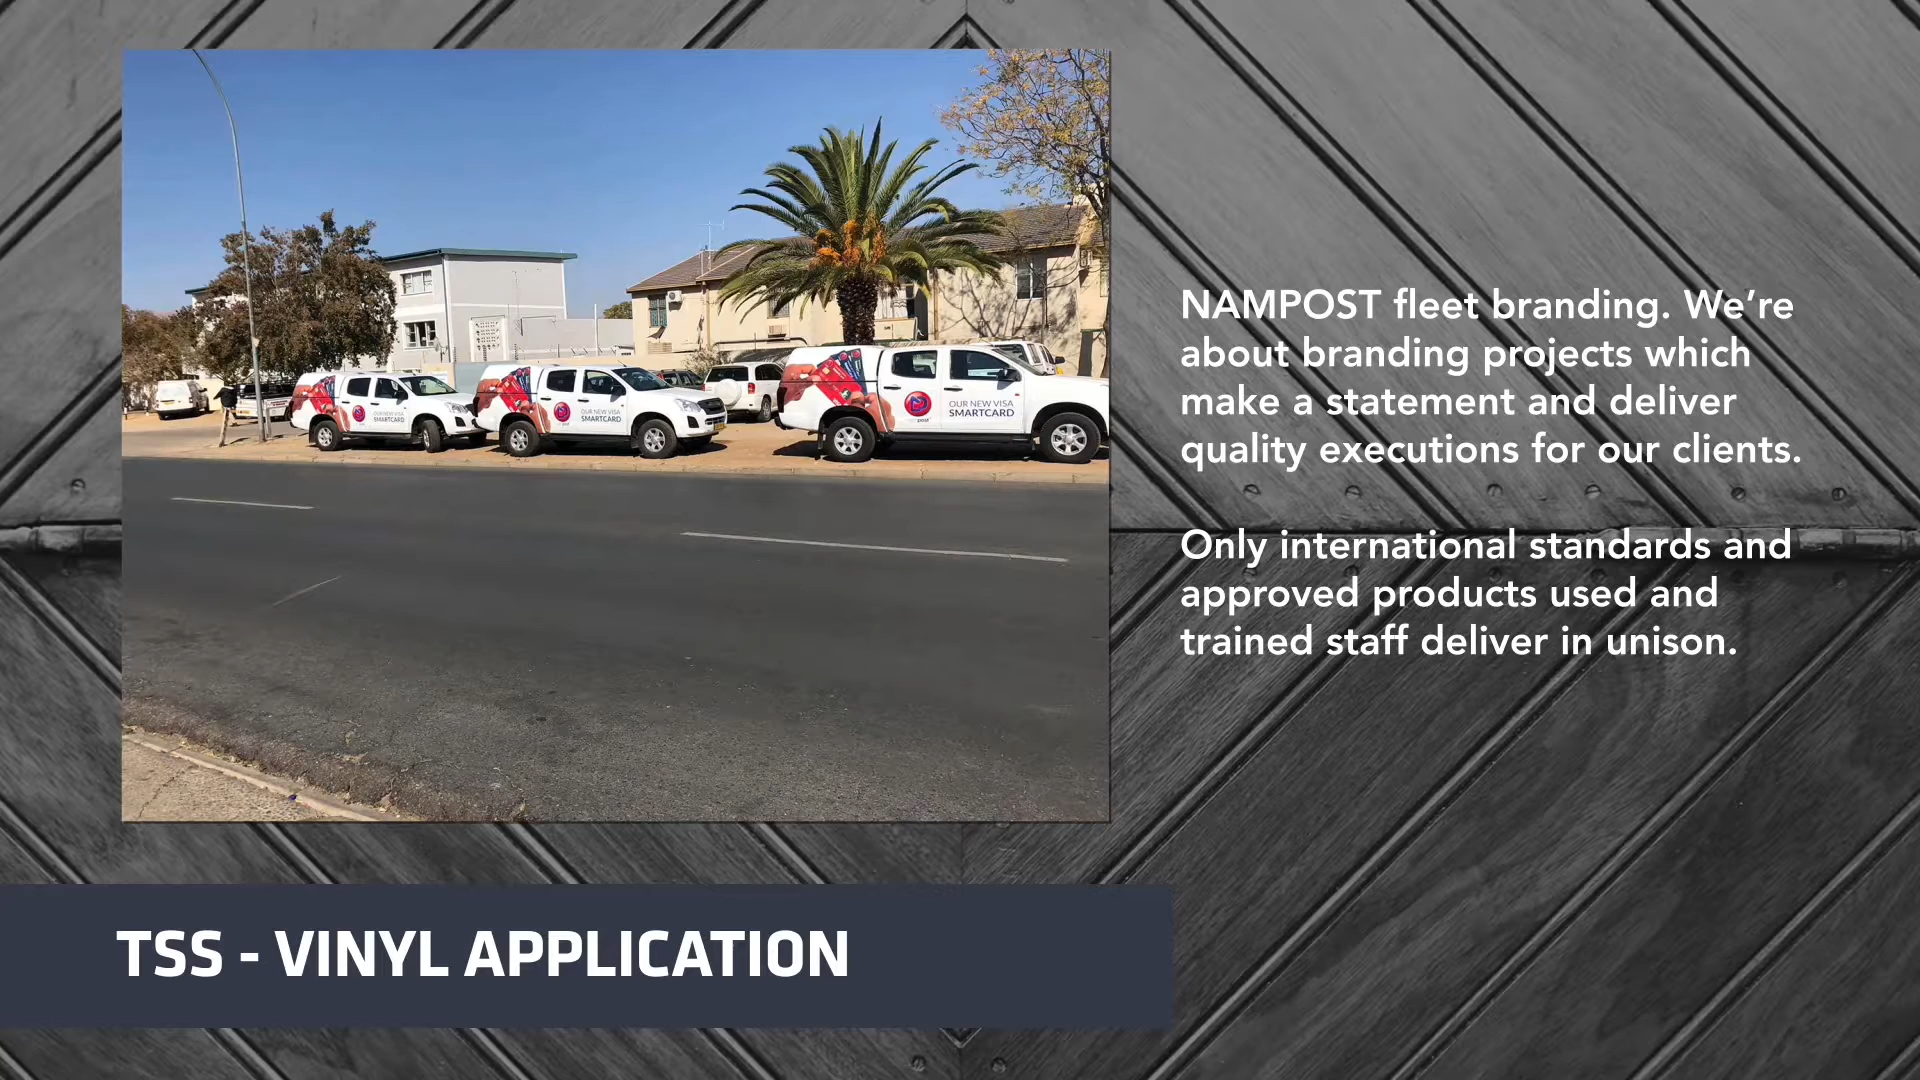 OUR NEW VISA
SMARTCARD
OUR NEW VISA
SMARTCARD
OUR NEW VISA
SMARTCARD
post
NAMPOST fleet branding. We’re
about branding projects which
make a statement and deliver
quality executions for our clients.
Only international standards and
approved products used and
trained staff deliver in unison.
TSS - VINYL APPLICATION